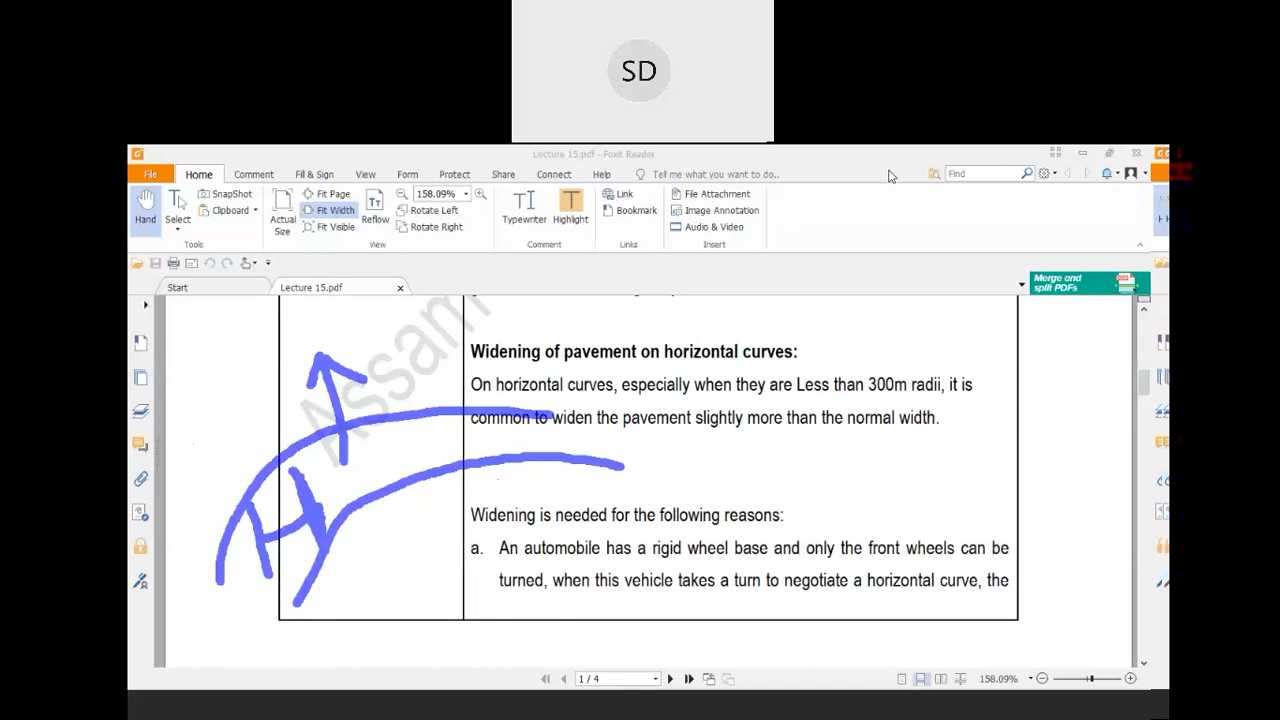 SD
Lecture 15.pdf - Foxit Reader
File Home Comment Fill & Sign View Form Protect Share Connect Help Tell me what you want to do.. Find
Hand
Select
SnapShot
Clipboard
Actual Size
Fit Page
Fit Width
Fit Visible
Reflow
158.09%
Rotate Left
Rotate Right
Typewriter
Highlight
Link
Bookmark
File Attachment
Image Annotation
Audio & Video
Tools View Comment Links Insert
Start Lecture 15.pdf
Merge and split PDFs
Assam
Widening of pavement on horizontal curves:
On horizontal curves, especially when they are Less than 300m radii, it is
common to widen the pavement slightly more than the normal width.
Widening is needed for the following reasons:
a. An automobile has a rigid wheel base and only the front wheels can be
turned, when this vehicle takes a turn to negotiate a horizontal curve, the
1 / 4 158.09%